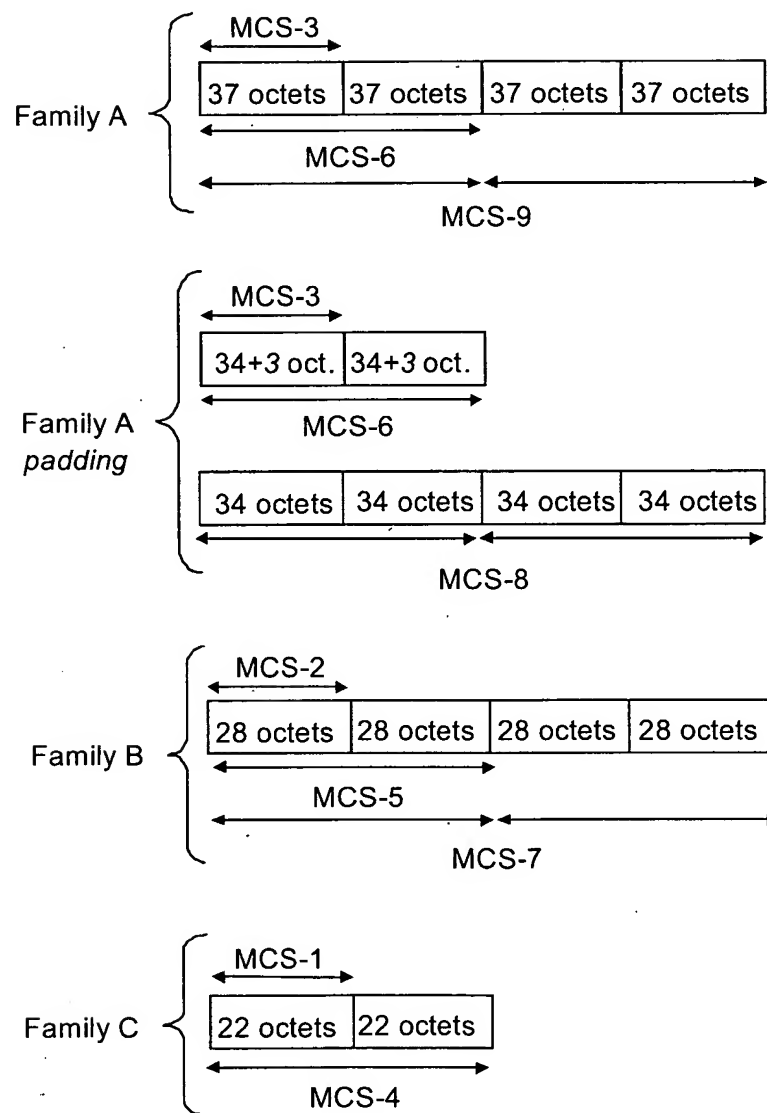 MCS-3
Family A
37 octets 37 octets 37 octets 37 octets
MCS-6
MCS-9
MCS-3
34+3 oct. 34+3 oct.
MCS-6
Family A
padding
34 octets 34 octets 34 octets 34 octets
MCS-8
MCS-2
28 octets 28 octets 28 octets 28 octets
Family B
MCS-5
MCS-7
MCS-1
22 octets 22 octets
Family C
MCS-4